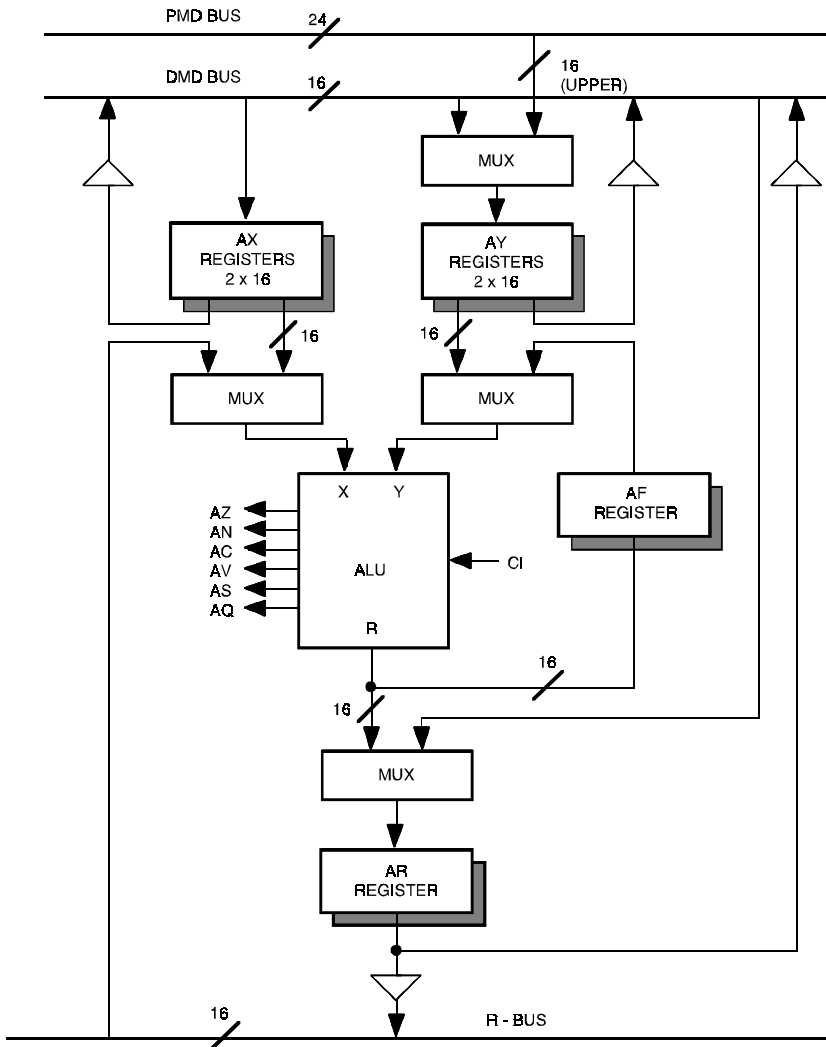 PMD BUS
24
16
(UPPER)
DMD BUS
16
MUX
AX
REGISTERS
2 x 16
AY
REGISTERS
2 x 16
16
16
MUX
MUX
X
Y
AF
REGISTER
AZ
AN
AC
AV
AS
AQ
ALU
CI
R
16
16
MUX
AR
REGISTER
16
R - BUS